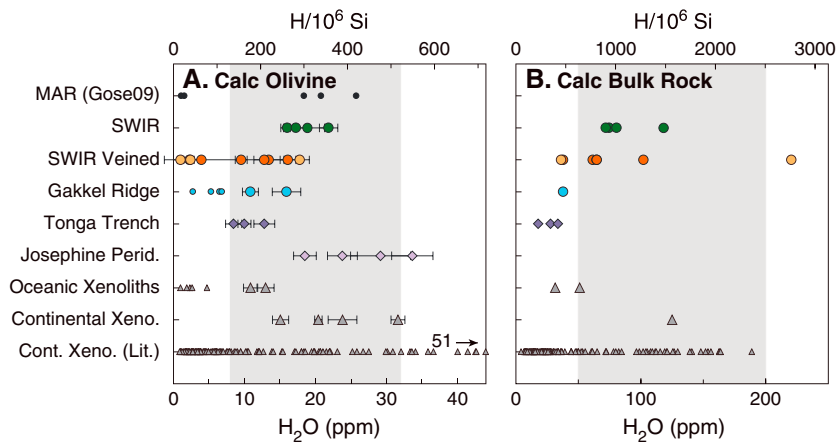 H/10⁶ Si
H/10⁶ Si
0 200 400 600
0 1000 2000 3000
A. Calc Olivine
B. Calc Bulk Rock
MAR (Gose09)
SWIR
SWIR Veined
Gakkel Ridge
Tonga Trench
Josephine Perid.
Oceanic Xenoliths
Continental Xeno.
51
Cont. Xeno. (Lit.)
0 10 20 30 40
0 100 200
H₂O (ppm)
H₂O (ppm)